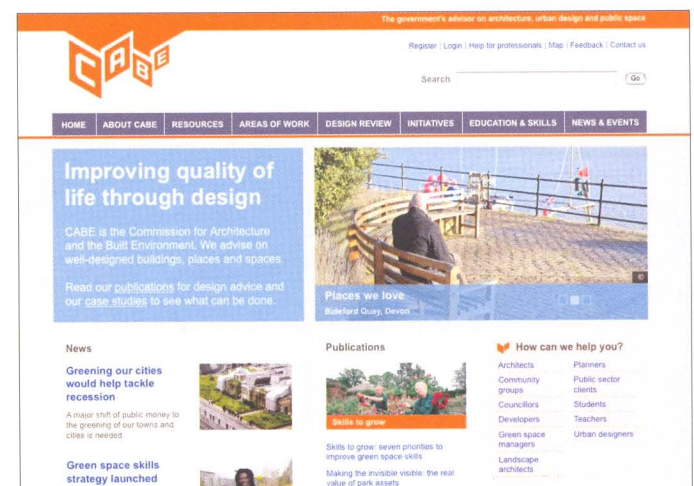 The government's advisor on architecture, urban design and public space
CABE
Register | Login | Help for professionals | Map | Feedback | Contact us
Search
Go
HOME
ABOUT CABE
RESOURCES
AREAS OF WORK
DESIGN REVIEW
INITIATIVES
EDUCATION & SKILLS
NEWS & EVENTS
Improving quality of
life through design
CABE is the Commission for Architecture
and the Built Environment. We advise on
well-designed buildings, places and spaces.
Read our publications for design advice and
our case studies to see what can be done.
©
Places we love
Bideford Quay, Devon
News
Greening our cities
would help tackle
recession
A major shift of public money to
the greening of our towns and
cities is needed
Green space skills
strategy launched
Publications
Skills to grow
Skills to grow: seven priorities to
improve green space skills
Making the invisible visible: the real
value of park assets
How can we help you?
Architects
Community
groups
Councillors
Developers
Green space
managers
Landscape
architects
Planners
Public sector
clients
Students
Teachers
Urban designers